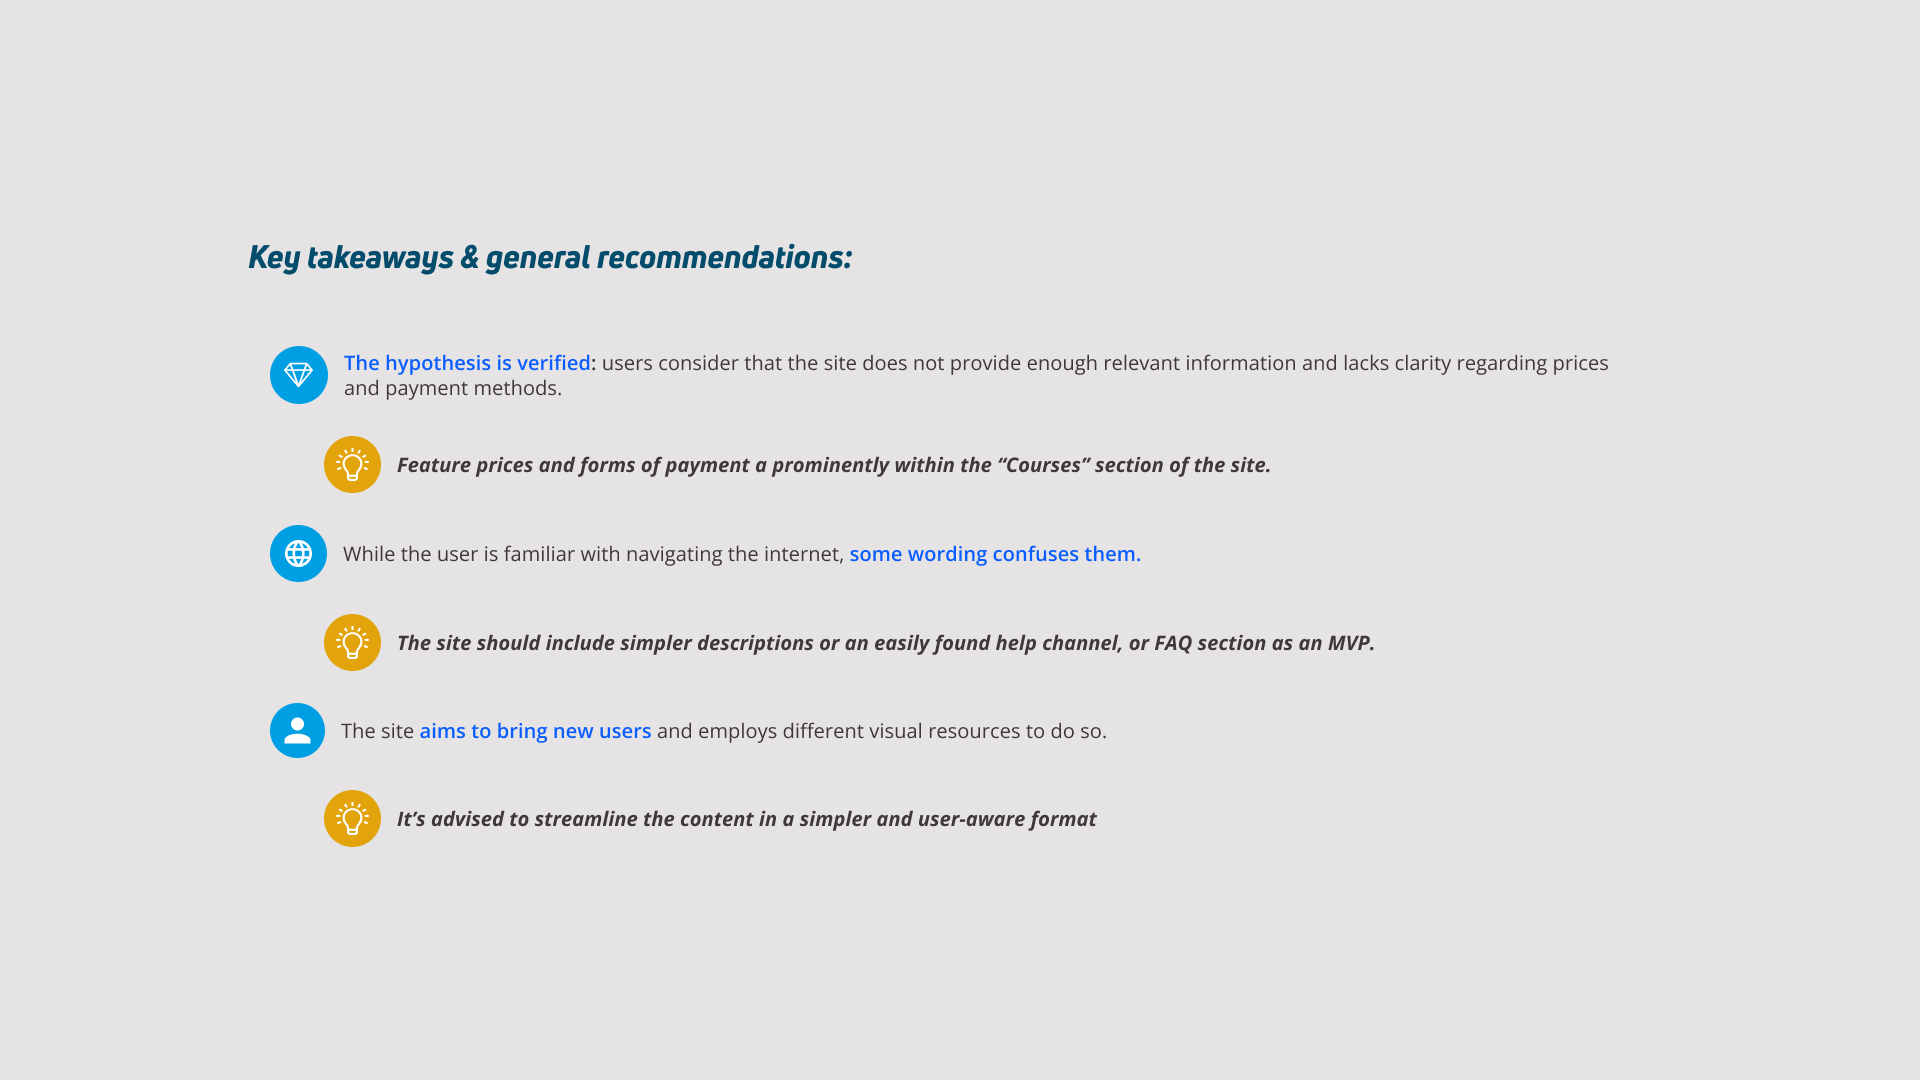 Key takeaways & general recommendations:
The hypothesis is verified: users consider that the site does not provide enough relevant information and lacks clarity regarding prices
and payment methods.
Feature prices and forms of payment a prominently within the “Courses” section of the site.
While the user is familiar with navigating the internet, some wording confuses them.
The site should include simpler descriptions or an easily found help channel, or FAQ section as an MVP.
The site aims to bring new users and employs different visual resources to do so.
It’s advised to streamline the content in a simpler and user-aware format